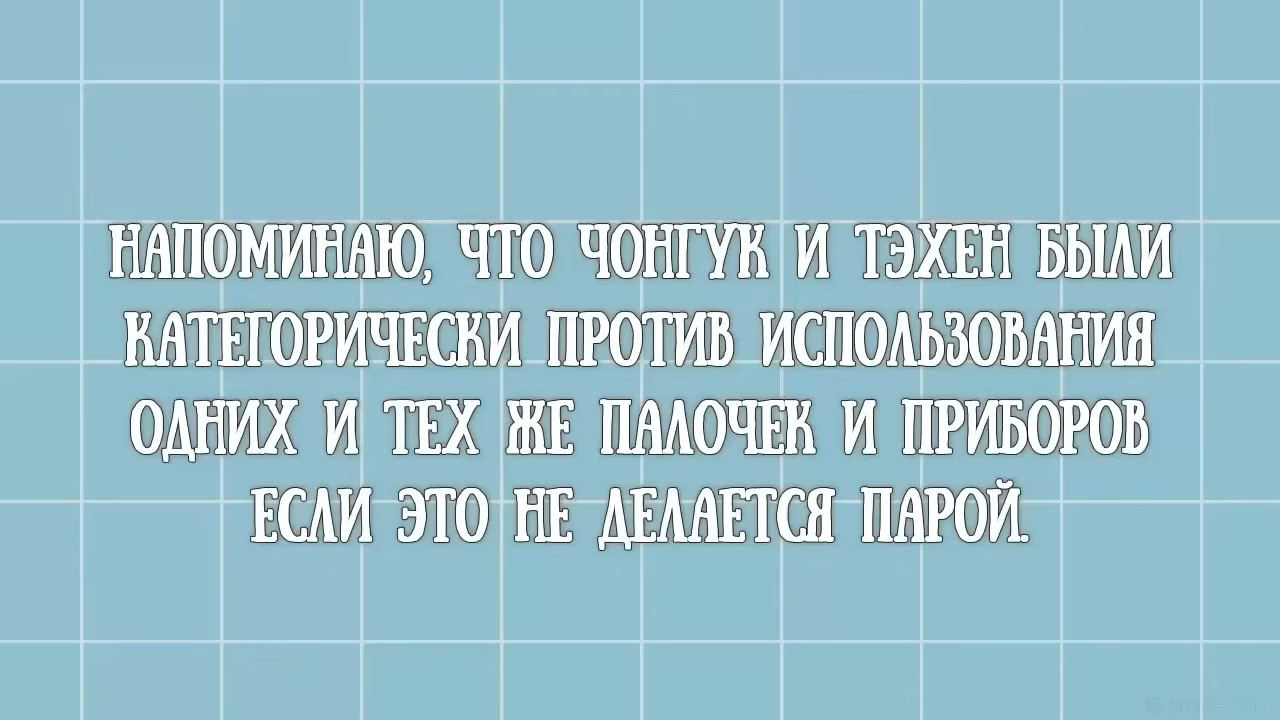 НАПОМИНАЮ, ЧТО ЧОНГУК И ТЭХЕН БЫЛИ
КАТЕГОРИЧЕСКИ ПРОТИВ ИСПОЛЬЗОВАНИЯ
ОДНИХ И ТЕХ ЖЕ ПАЛОЧЕК И ПРИБОРОВ
ЕСЛИ ЭТО НЕ ДЕЛАЕТСЯ ПАРОЙ.